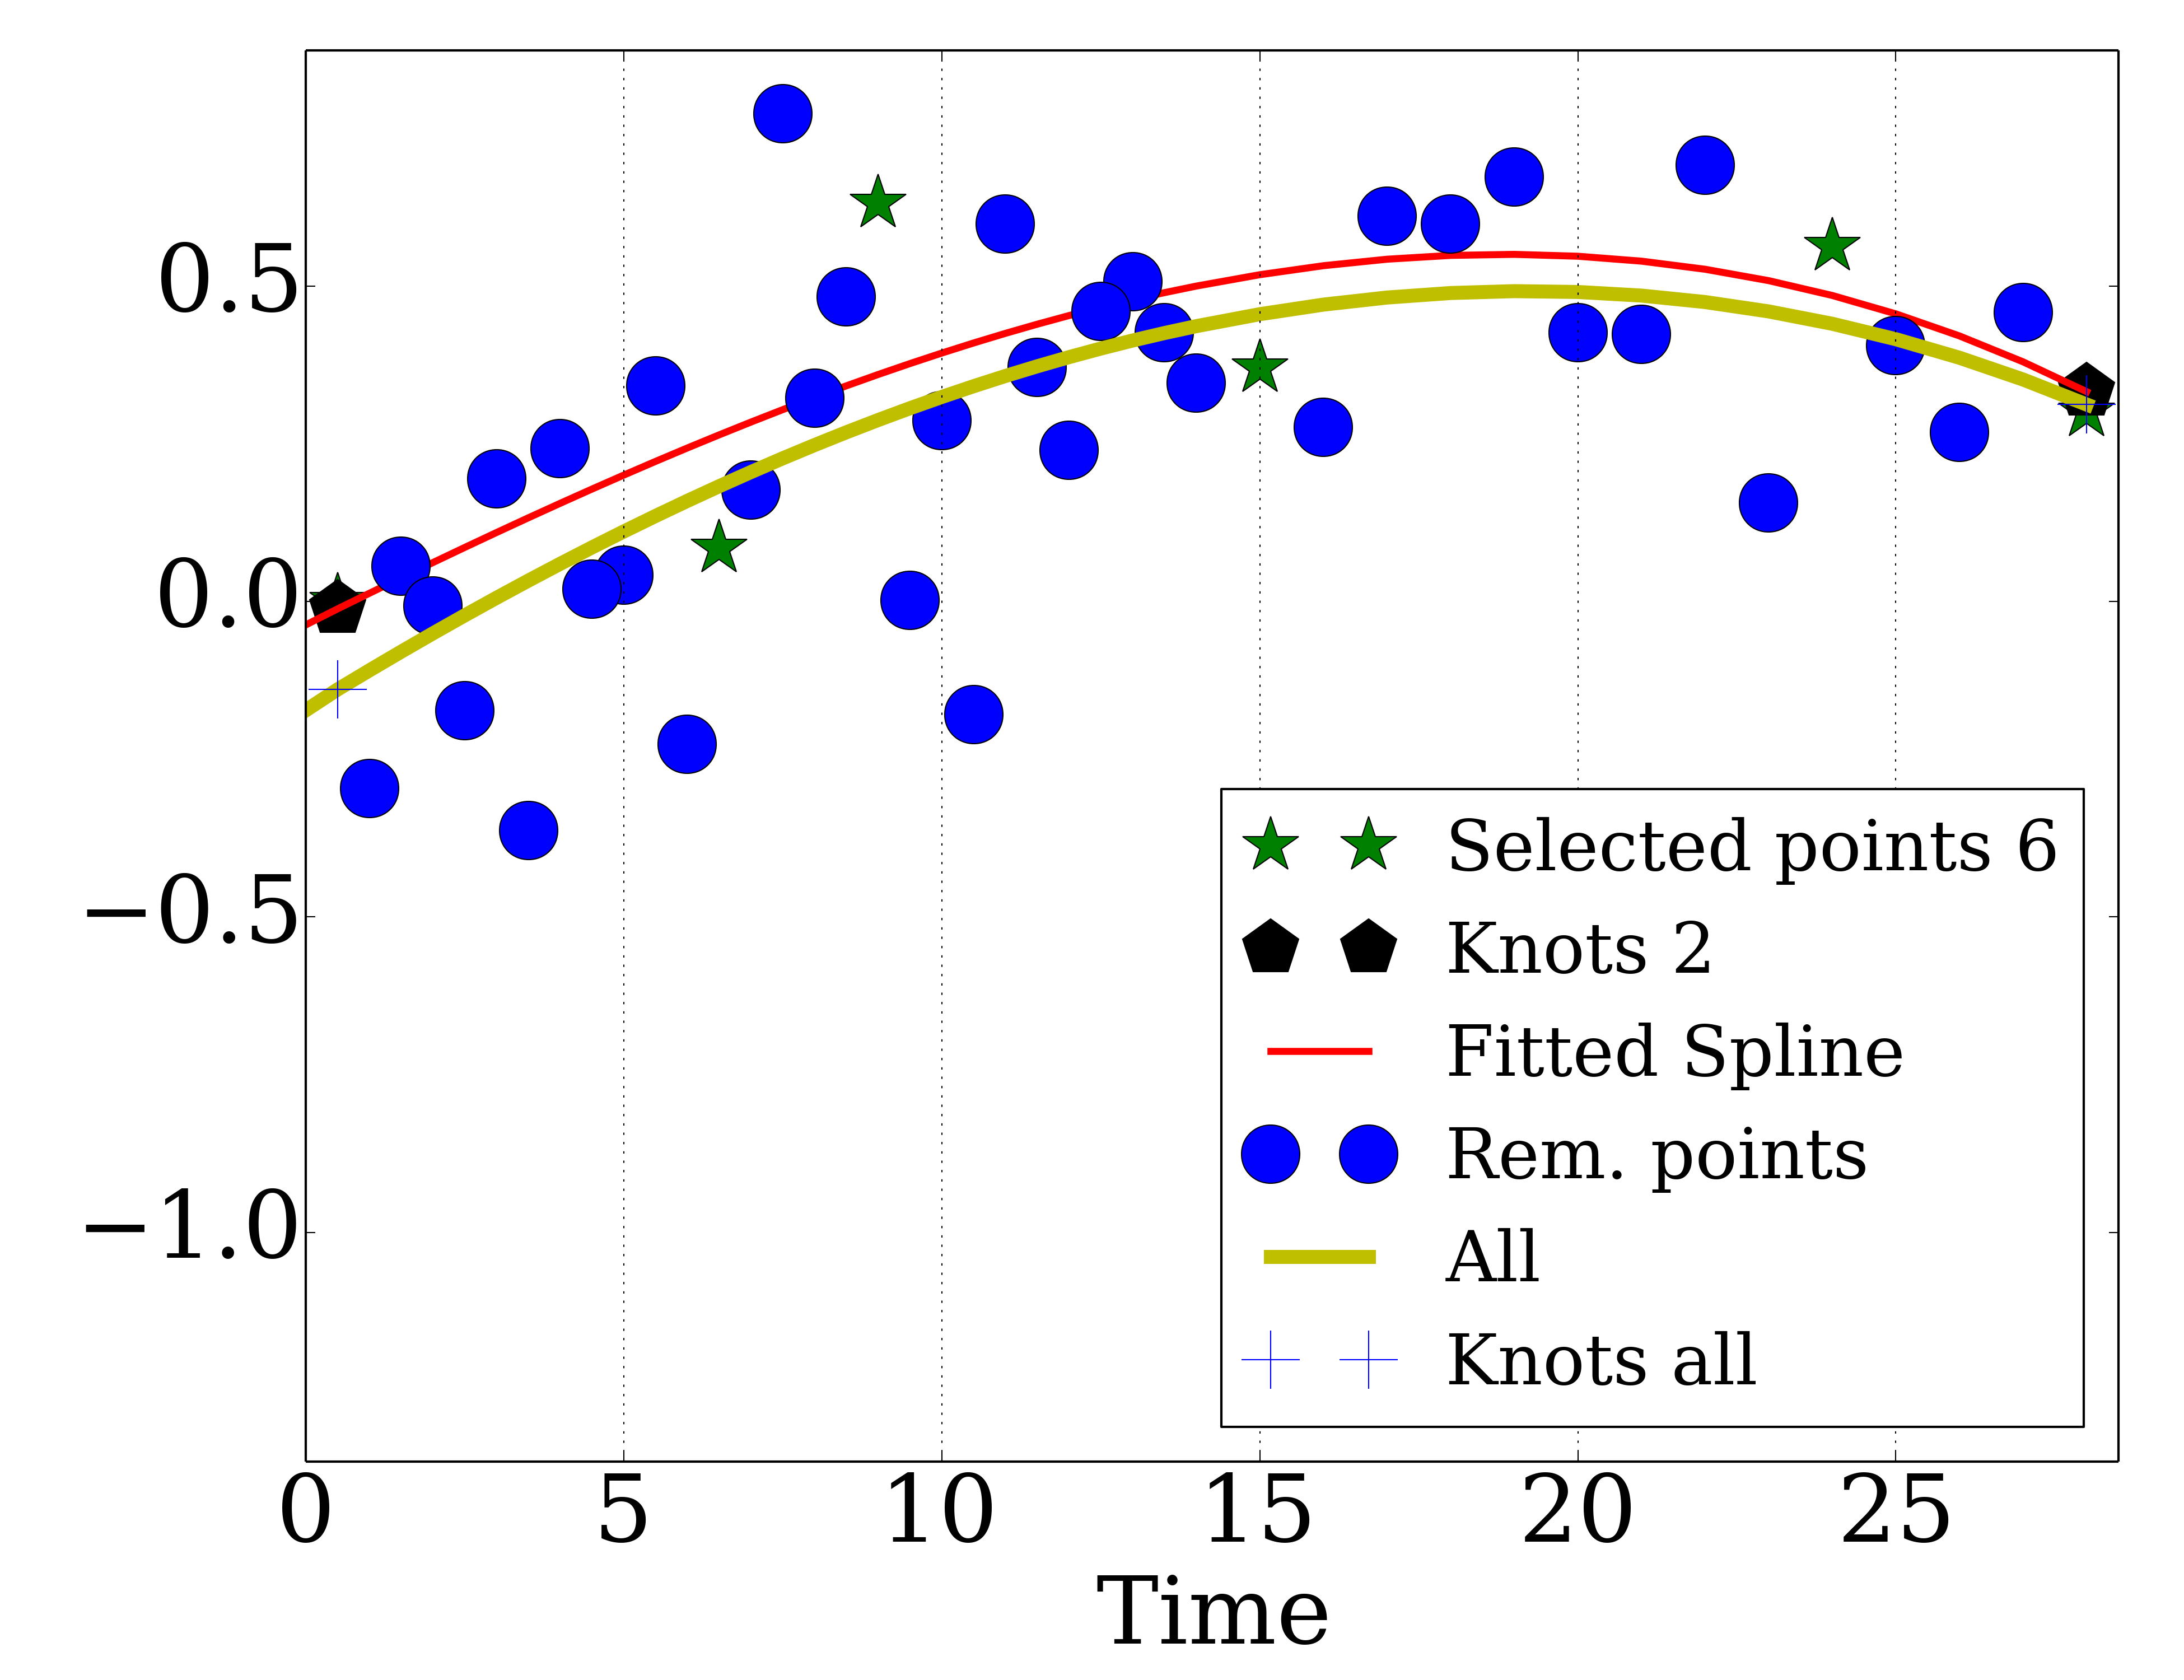 0.5
0.0
−0.5
−1.0
Selected points 6
Knots 2
Fitted Spline
Rem. points
All
Knots all
0 5 10 15 20 25
Time